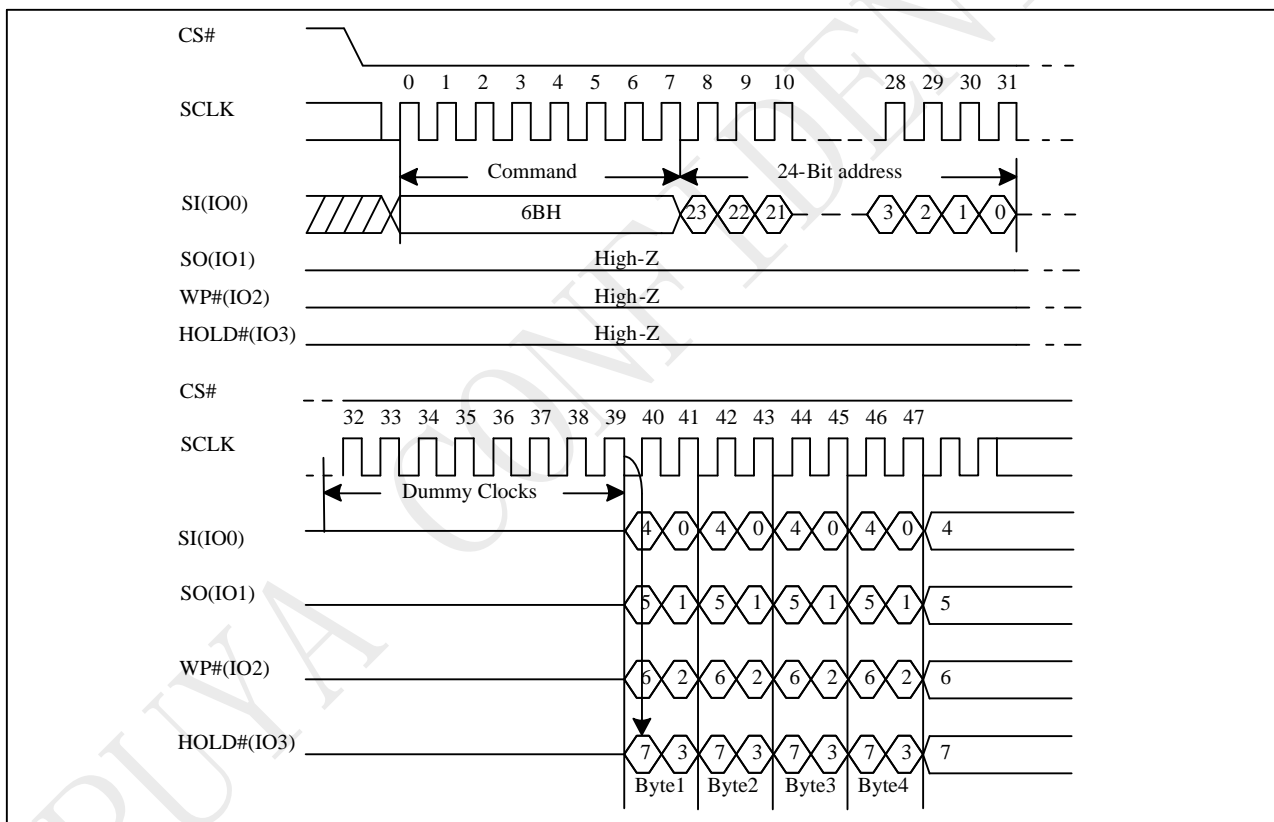 CS#
0 1 2 3 4 5 6 7 8 9 10 28 29 30 31
SCLK
Command 24-Bit address
SI(IO0) 6BH 23 22 21 3 2 1 0
SO(IO1) High-Z
WP#(IO2) High-Z
HOLD#(IO3) High-Z
CS#
32 33 34 35 36 37 38 39 40 41 42 43 44 45 46 47
SCLK
Dummy Clocks
SI(IO0) 4 0 4 0 4 0 4 0 4
SO(IO1) 5 1 5 1 5 1 5 1 5
WP#(IO2) 6 2 6 2 6 2 6 2 6
HOLD#(IO3) 7 3 7 3 7 3 7 3 7
Byte1 Byte2 Byte3 Byte4
PUYA CONFIDEN